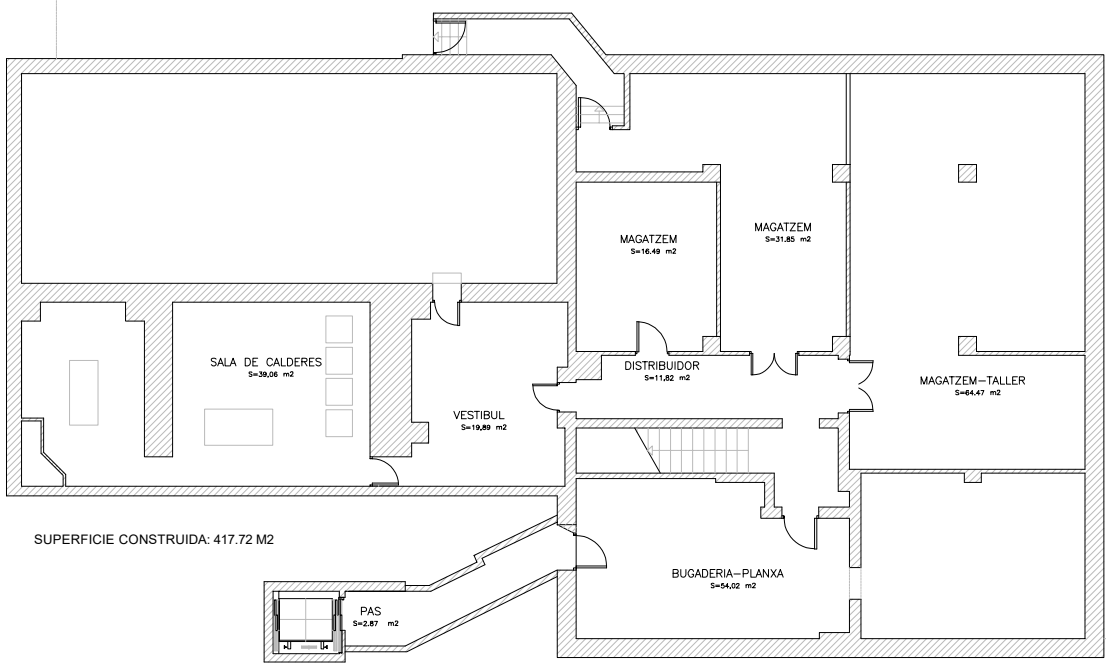 MAGATZEM
S=16.49 m2
MAGATZEM
S=31.85 m2
SALA DE CALDERES
S=39.06 m2
DISTRIBUIDOR
S=11.82 m2
MAGATZEM-TALLER
S=64.47 m2
VESTIBUL
S=19.89 m2
SUPERFICIE CONSTRUIDA: 417.72 M2
BUGADERIA-PLANXA
S=54.02 m2
PAS
S=2.87 m2